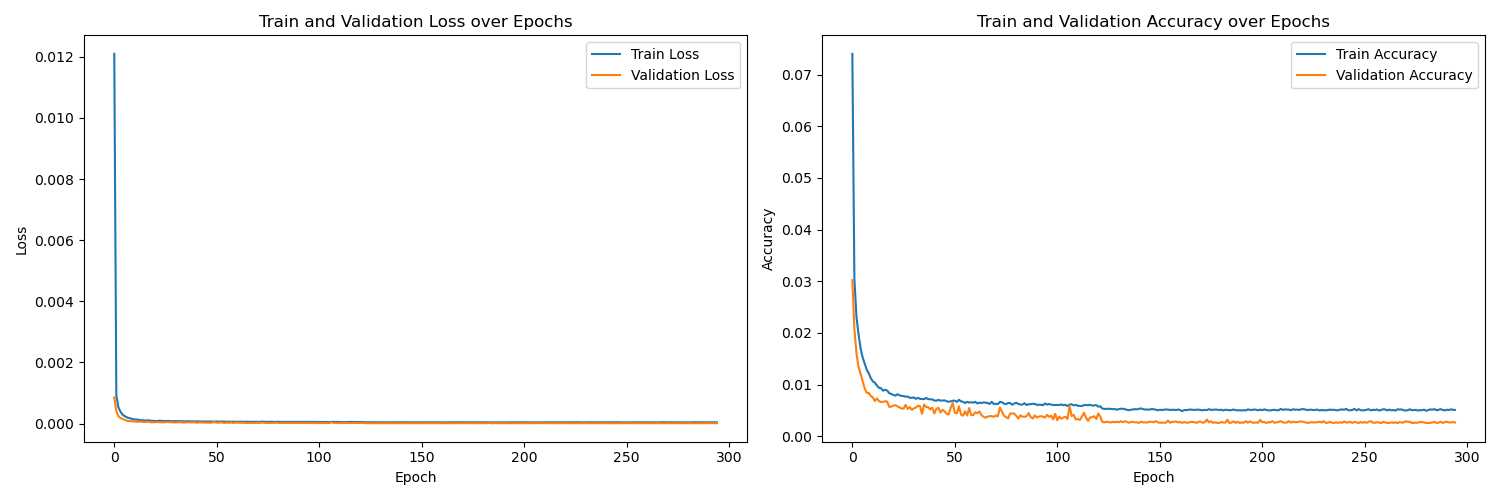 Train and Validation Loss over Epochs
Train Loss
Validation Loss
0.012
0.010
0.008
0.006
0.004
0.002
0.000
Loss
0 50 100 150 200 250 300
Epoch
Train and Validation Accuracy over Epochs
Train Accuracy
Validation Accuracy
0.07
0.06
0.05
0.04
0.03
0.02
0.01
0.00
Accuracy
0 50 100 150 200 250 300
Epoch